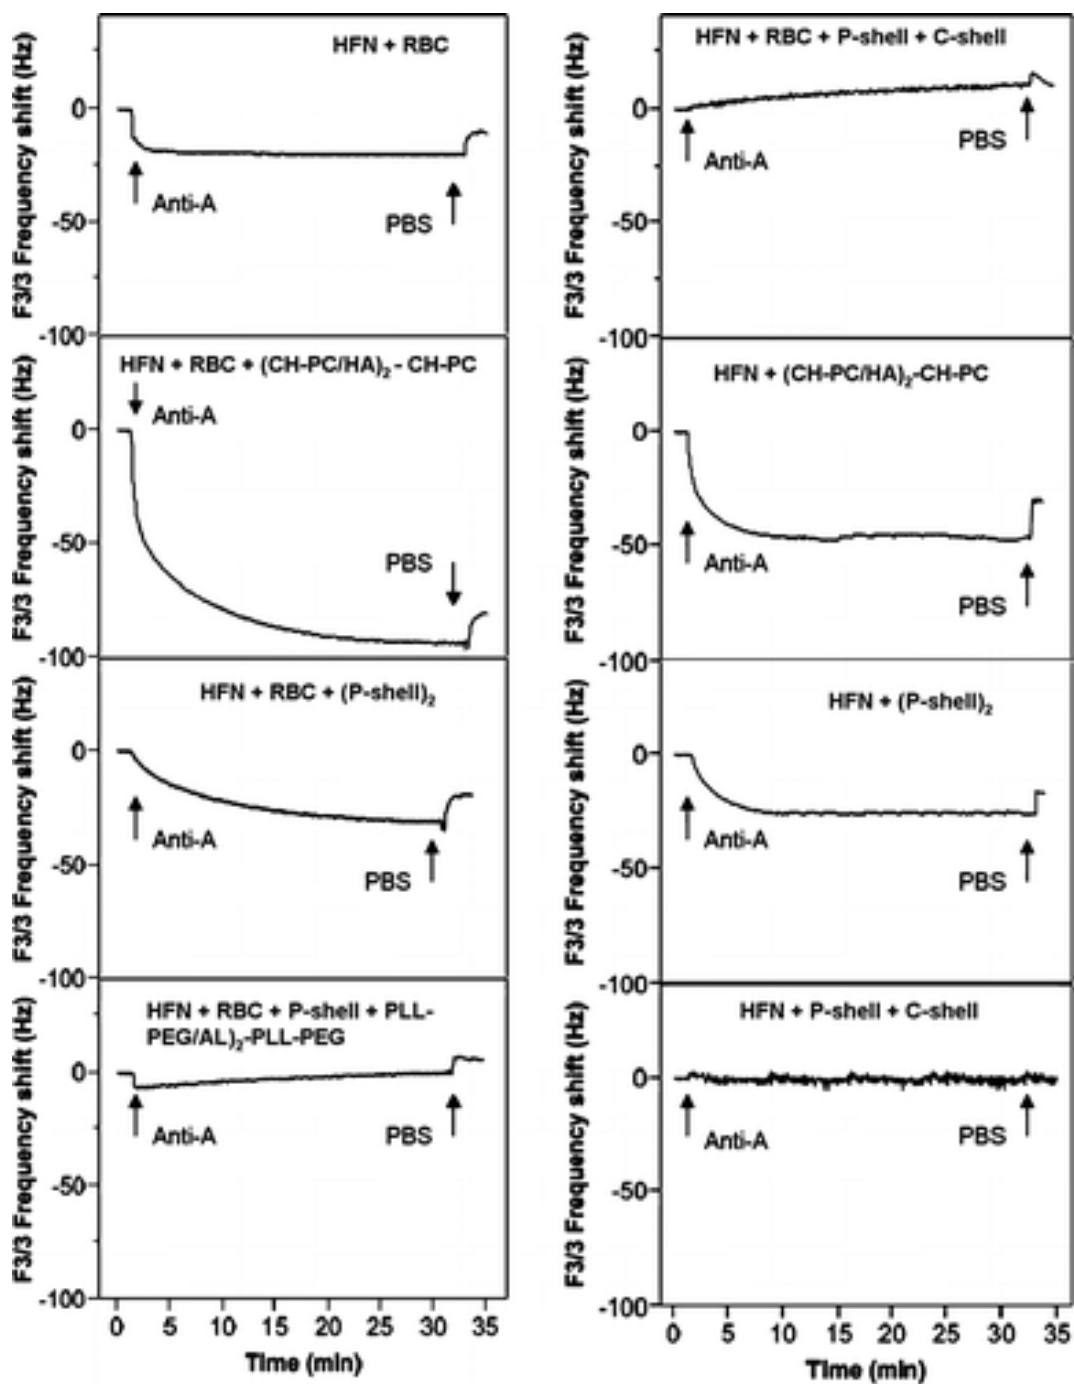 F3/3 Frequency shift (Hz)
HFN + RBC
0
-50
-100
Anti-A
PBS
F3/3 Frequency shift (Hz)
HFN + RBC + (CH-PC/HA)₂ - CH-PC
0
-50
-100
Anti-A
PBS
F3/3 Frequency shift (Hz)
HFN + RBC + (P-shell)₂
0
-50
-100
Anti-A
PBS
F3/3 Frequency shift (Hz)
HFN + RBC + P-shell + PLL-
PEG/AL)₂-PLL-PEG
0
-50
-100
Anti-A
PBS
0 5 10 15 20 25 30 35
Time (min)
F3/3 Frequency shift (Hz)
HFN + RBC + P-shell + C-shell
0
-50
-100
Anti-A
PBS
F3/3 Frequency shift (Hz)
HFN + (CH-PC/HA)₂-CH-PC
0
-50
-100
Anti-A
PBS
F3/3 Frequency shift (Hz)
HFN + (P-shell)₂
0
-50
-100
Anti-A
PBS
F3/3 Frequency shift (Hz)
HFN + P-shell + C-shell
0
-50
-100
Anti-A
PBS
0 5 10 15 20 25 30 35
Time (min)